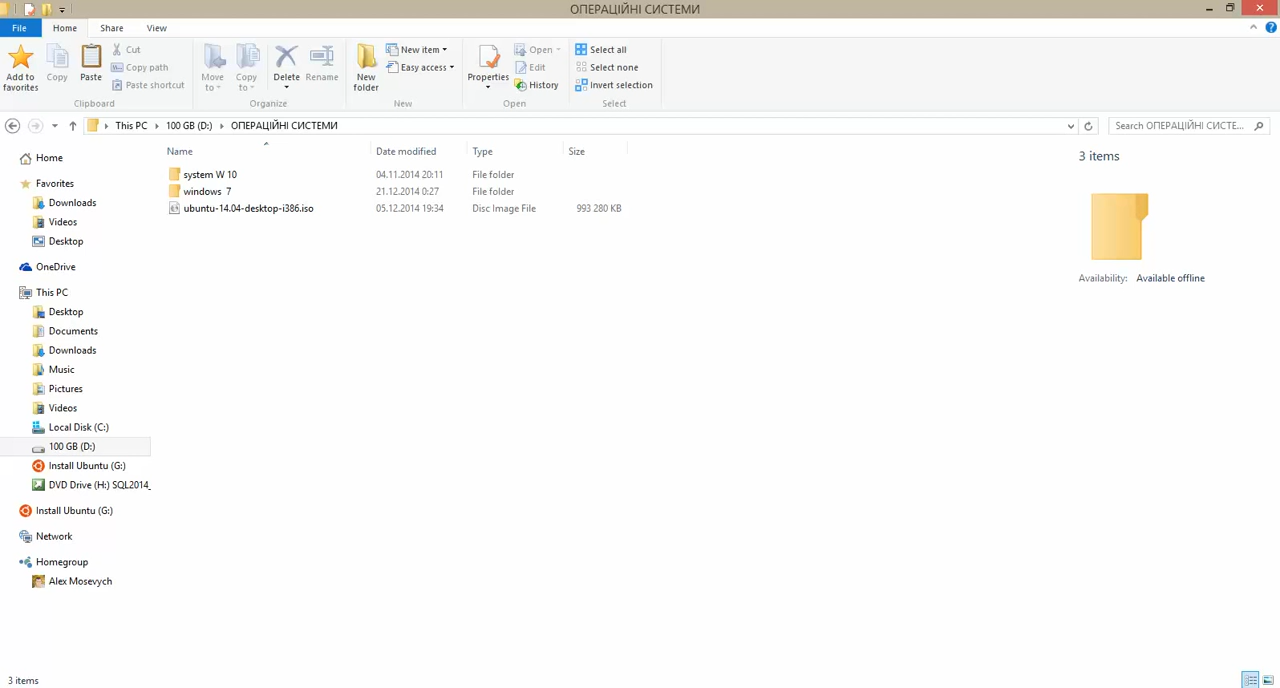 ОПЕРАЦІЙНІ СИСТЕМИ
File Home Share View
Add to favorites
Copy
Paste
Cut
Copy path
Paste shortcut
Clipboard
Move to
Copy to
Delete
Rename
Organize
New folder
New item
Easy access
New
Properties
Open
Edit
History
Open
Select all
Select none
Invert selection
Select
This PC 100 GB (D:) ОПЕРАЦІЙНІ СИСТЕМИ
Search ОПЕРАЦІЙНІ СИСТЕ...
Home
Favorites
Downloads
Videos
Desktop
OneDrive
This PC
Desktop
Documents
Downloads
Music
Pictures
Videos
Local Disk (C:)
100 GB (D:)
Install Ubuntu (G:)
DVD Drive (H:) SQL2014_
Install Ubuntu (G:)
Network
Homegroup
Alex Mosevych
Name Date modified Type Size
system W 10 04.11.2014 20:11 File folder
windows 7 21.12.2014 0:27 File folder
ubuntu-14.04-desktop-i386.iso 05.12.2014 19:34 Disc Image File 993 280 KB
3 items
Availability: Available offline
3 items